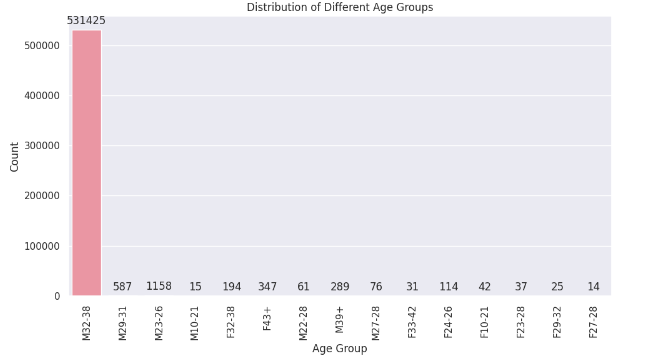 Distribution of Different Age Groups
531425
500000
400000
300000
200000
100000
0
Count
587
1158
15
194
347
61
289
76
31
114
42
37
25
14
M32-38
M29-31
M23-26
M10-21
F32-38
F43+
M22-28
M39+
M27-28
F33-42
F24-26
F10-21
F23-28
F29-32
F27-28
Age Group